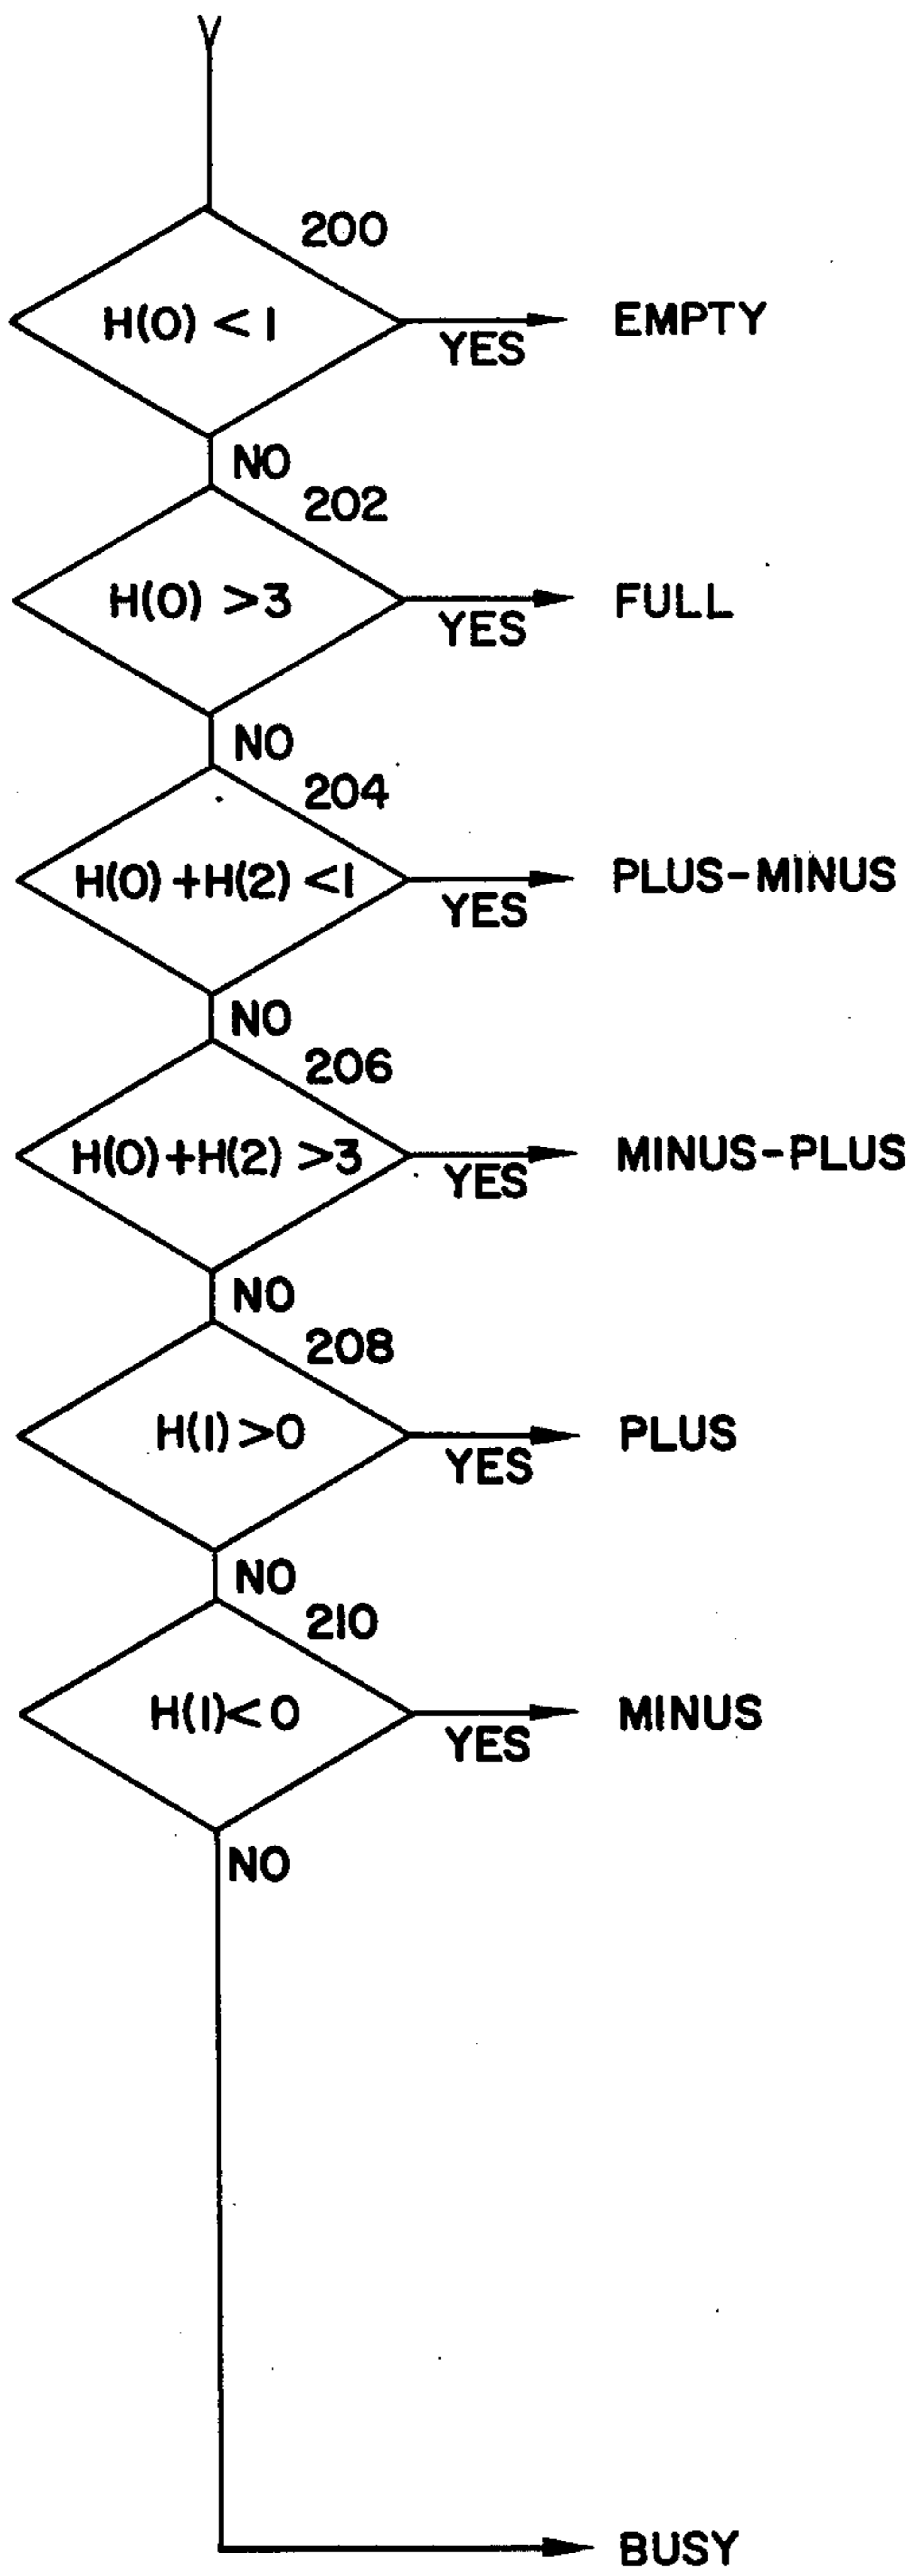 200
H(0) < 1
YES
EMPTY
NO
202
H(0) >3
YES
FULL
NO
204
H(0) +H(2) <1
YES
PLUS-MINUS
NO
206
H(0)+H(2) >3
YES
MINUS-PLUS
NO
208
H(1)>0
YES
PLUS
NO
210
H(1)<0
YES
MINUS
NO
BUSY